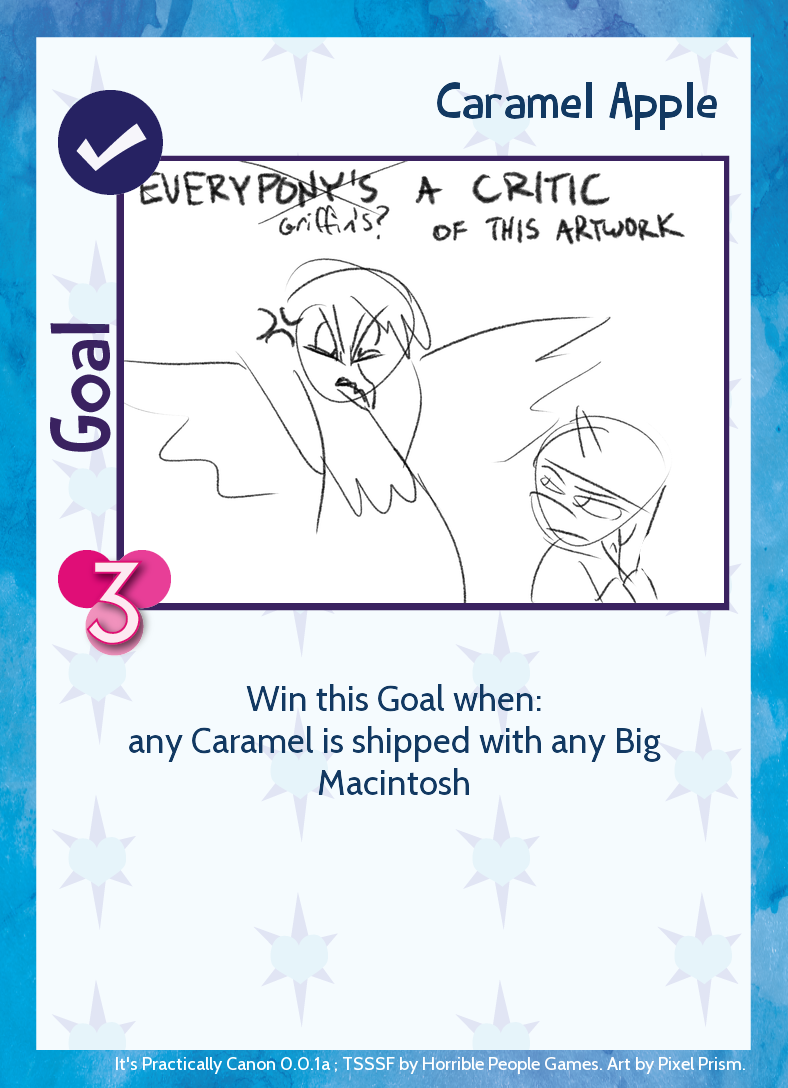 Caramel Apple
EVERYPONY'S A CRITIC
Griffin's? OF THIS ARTWORK
Goal
3
Win this Goal when:
any Caramel is shipped with any Big
Macintosh
It's Practically Canon 0.0.1a ; TSSSF by Horrible People Games. Art by Pixel Prism.